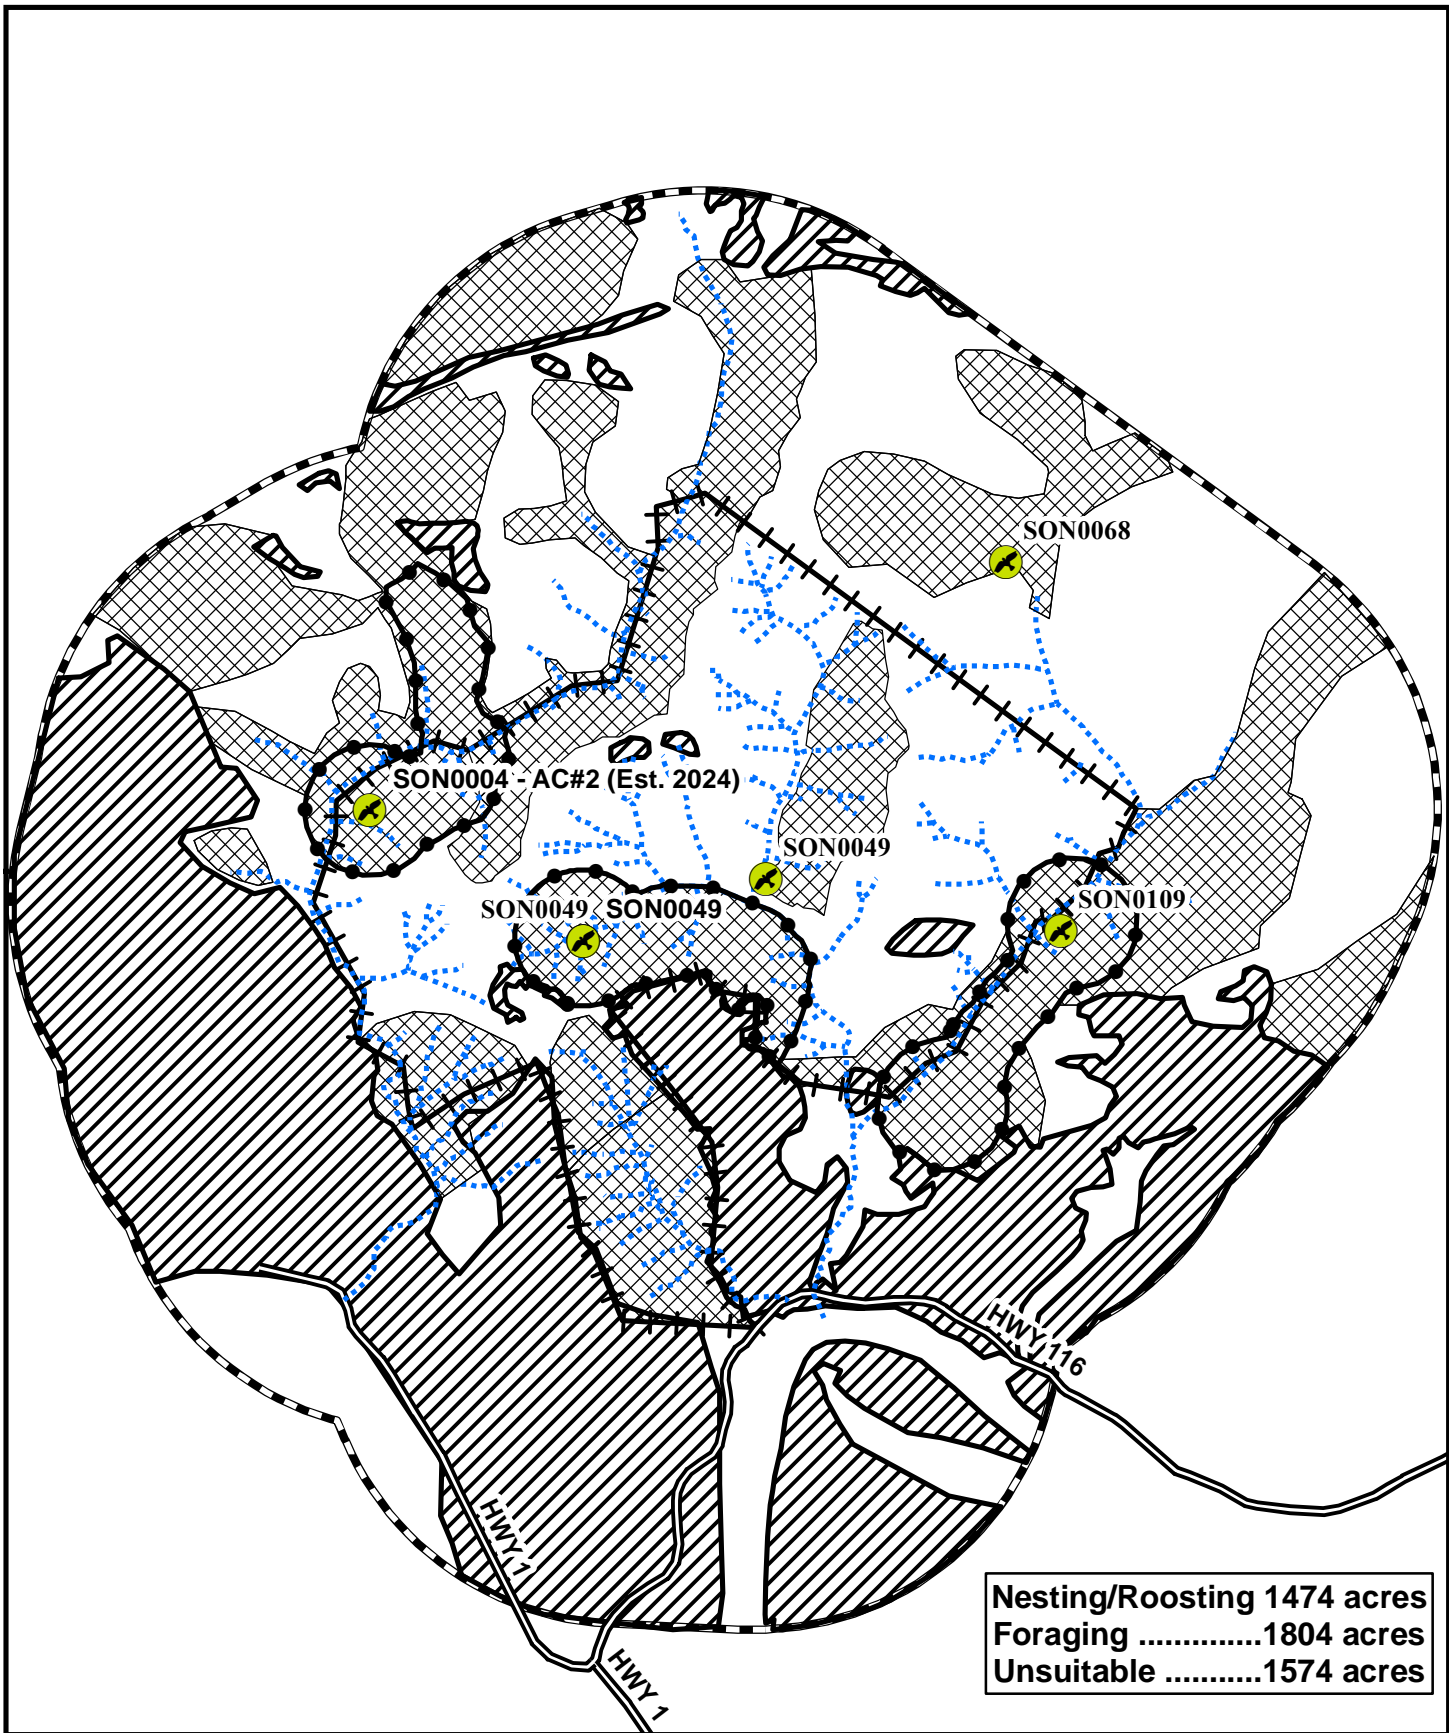 SON0068
SON0004 - AC#2 (Est. 2024)
SON0049
SON0049 SON0049
SON0109
HWY 116
HWY 1
HWY 1
Nesting/Roosting 1474 acres
Foraging ..............1804 acres
Unsuitable ...........1574 acres